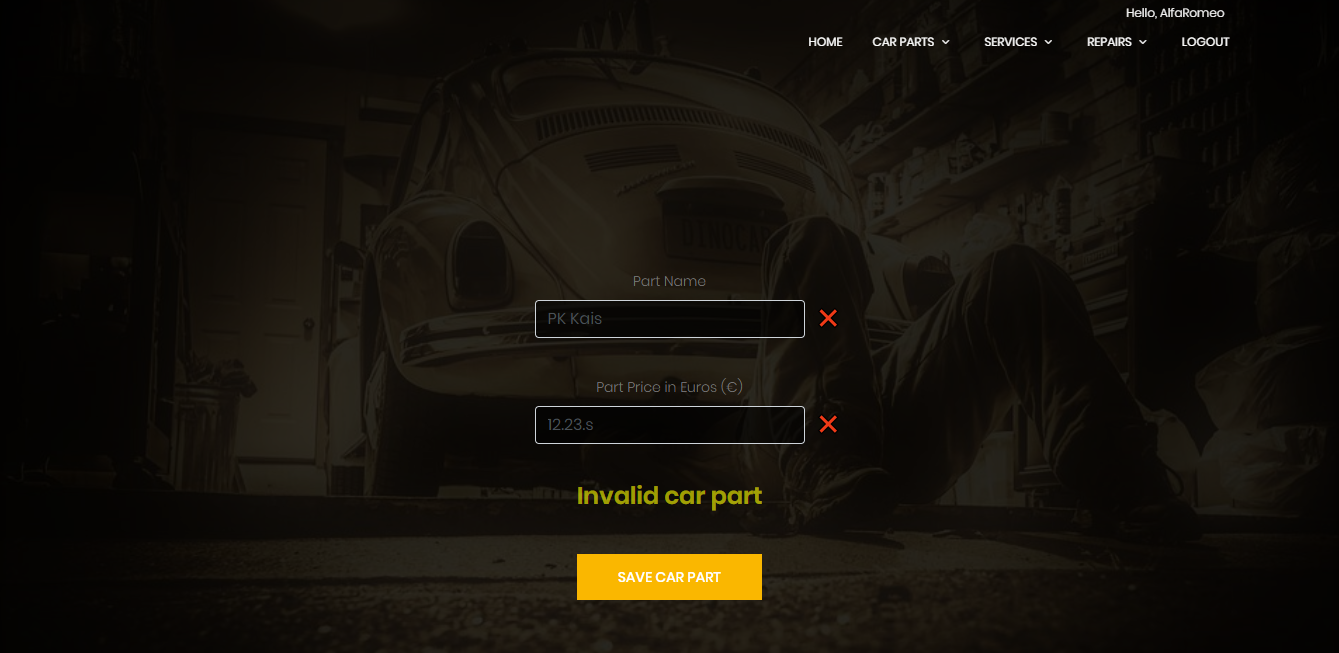 Hello, AlfaRomeo
HOME CAR PARTS SERVICES REPAIRS LOGOUT
Part Name
PK Kais
Part Price in Euros (€)
12.23.s
Invalid car part
SAVE CAR PART